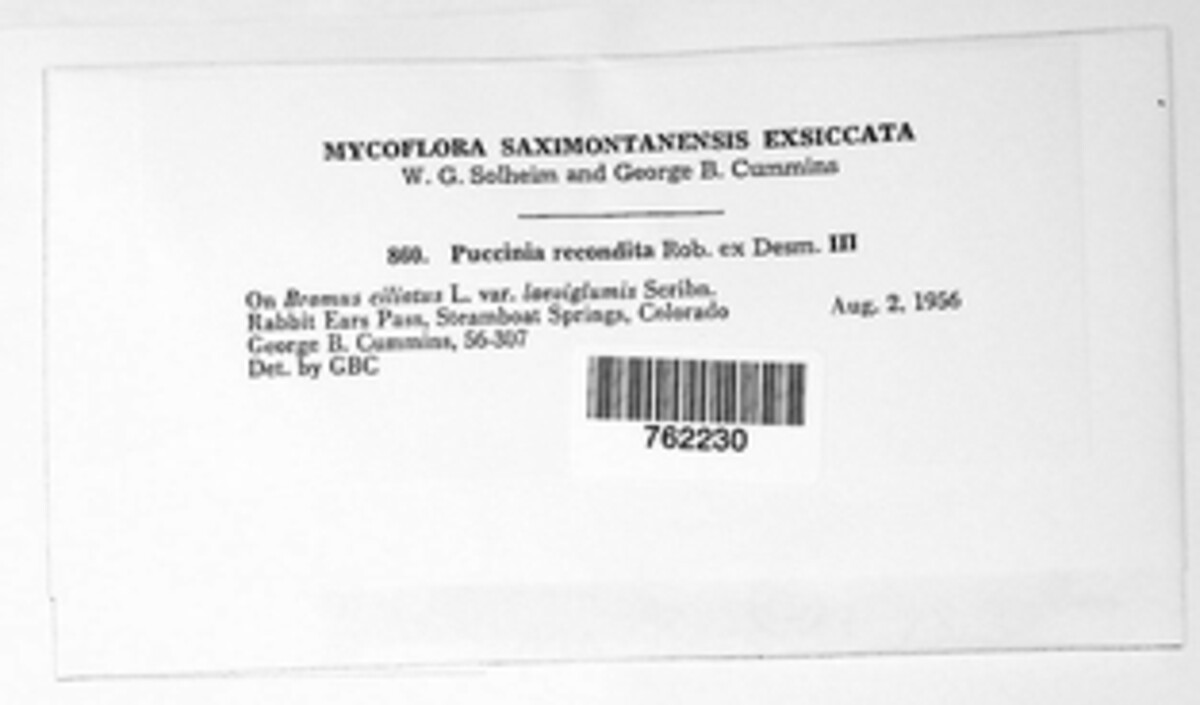 MYCOFLORA SAXIMONTANENSIS EXSICCATA
W. G. Solheim and George B. Cummins
860. Puccinia recondita Rob. ex Desm. III
On Bromus ciliatus L. var. laeviglumis Scribn.
Rabbit Ears Pass, Steamboat Springs, Colorado Aug. 2, 1956
George B. Cummins, 56-307
Det. by GBC
762230